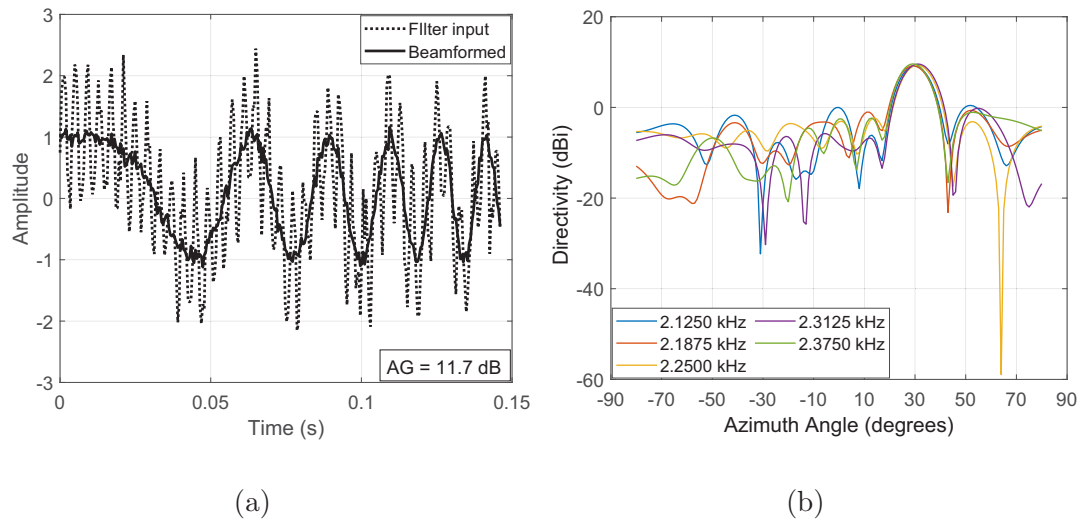 3
2
1
0
-1
-2
-3
Amplitude
0
0.05
0.1
0.15
Time (s)
FIlter input
Beamformed
AG = 11.7 dB
(a)
20
0
-20
-40
-60
Directivity (dBi)
-90
-70
-50
-30
-10
10
30
50
70
90
Azimuth Angle (degrees)
2.1250 kHz
2.1875 kHz
2.2500 kHz
2.3125 kHz
2.3750 kHz
(b)